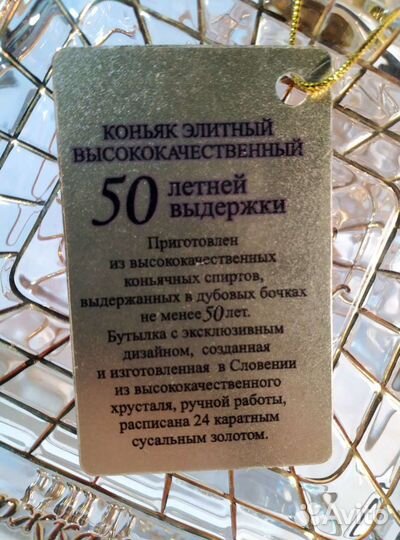 КОНЬЯК ЭЛИТНЫЙ
ВЫСОКОКАЧЕСТВЕННЫЙ
50 летней
выдержки
Приготовлен
из высококачественных
коньячных спиртов,
выдержанных в дубовых бочках
не менее 50 лет.
Бутылка с эксклюзивным
дизайном, созданная
и изготовленная в Словении
из высококачественного
хрусталя, ручной работы,
расписана 24 каратным
сусальным золотом.
Avito